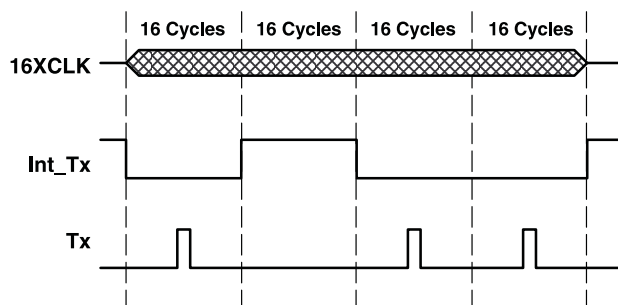 16 Cycles 16 Cycles 16 Cycles 16 Cycles
16XCLK
Int_Tx
Tx